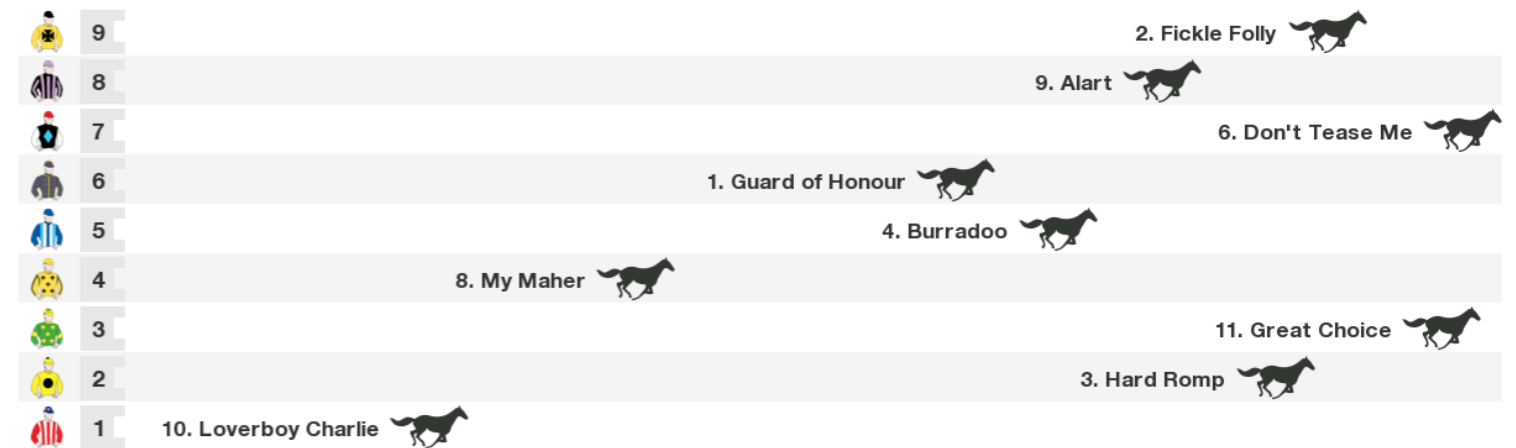 9 2. Fickle Folly
8 9. Alart
7 6. Don't Tease Me
6 1. Guard of Honour
5 4. Burradoo
4 8. My Maher
3 11. Great Choice
2 3. Hard Romp
1 10. Loverboy Charlie